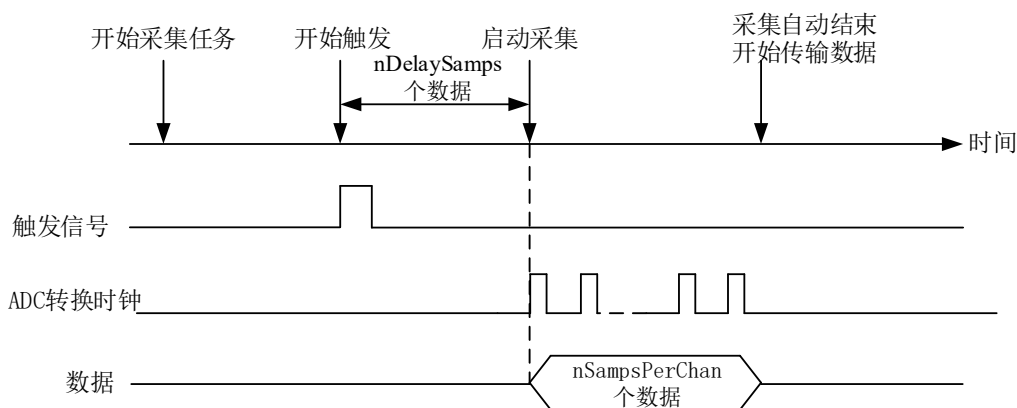 采集自动结束
开始采集任务 开始触发 启动采集 开始传输数据
nDelaySamps
个数据
时间
触发信号
ADC转换时钟
数据 nSampsPerChan
个数据